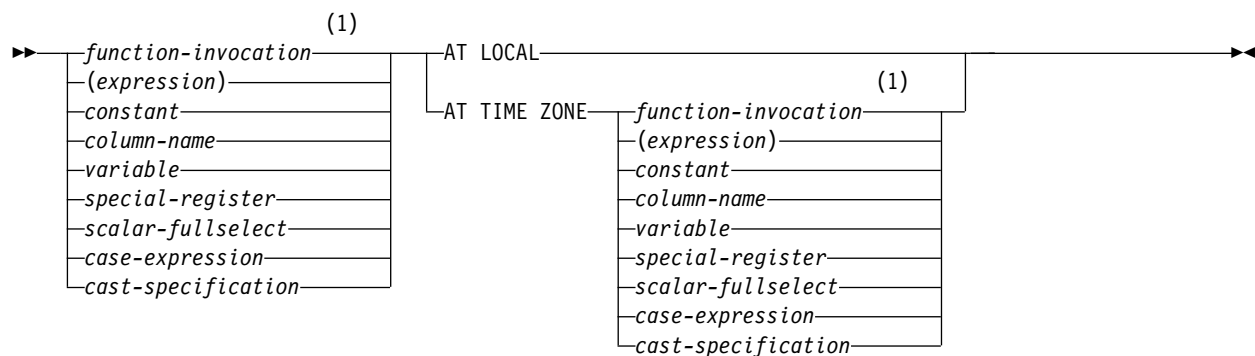 (1)
function-invocation
(expression)
constant
column-name
variable
special-register
scalar-fullselect
case-expression
cast-specification
AT LOCAL
AT TIME ZONE
(1)
function-invocation
(expression)
constant
column-name
variable
special-register
scalar-fullselect
case-expression
cast-specification